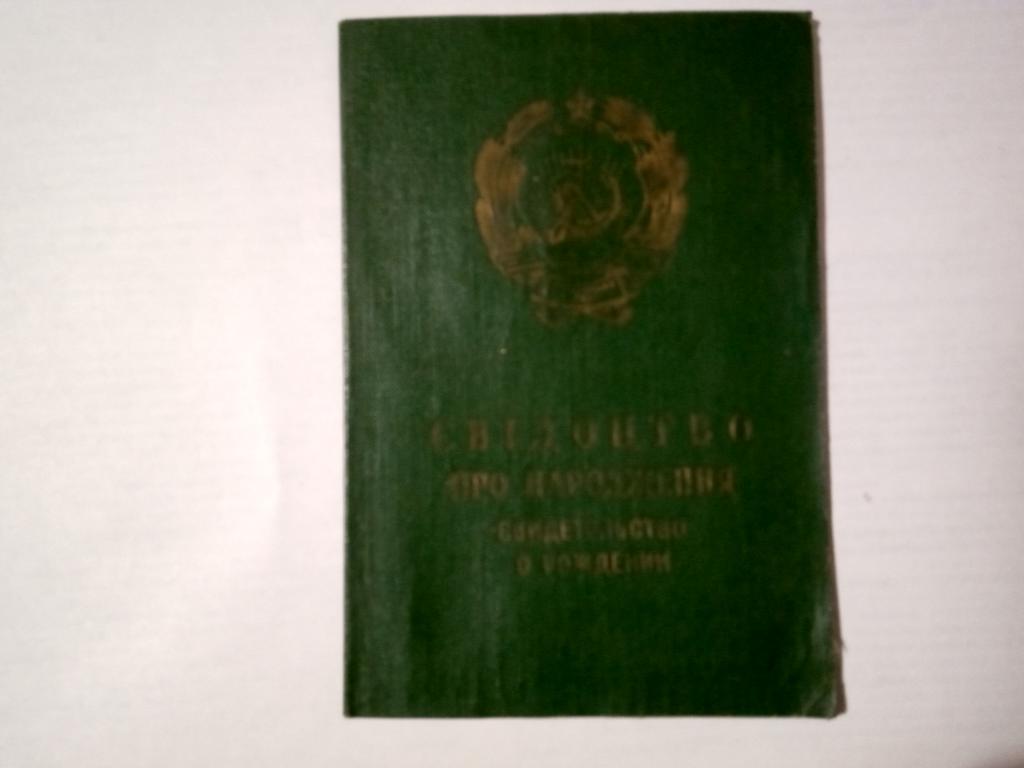 СВІДОЦТВО
ПРО НАРОДЖЕННЯ
СВИДЕТЕЛЬСТВО
О РОЖДЕНИИ